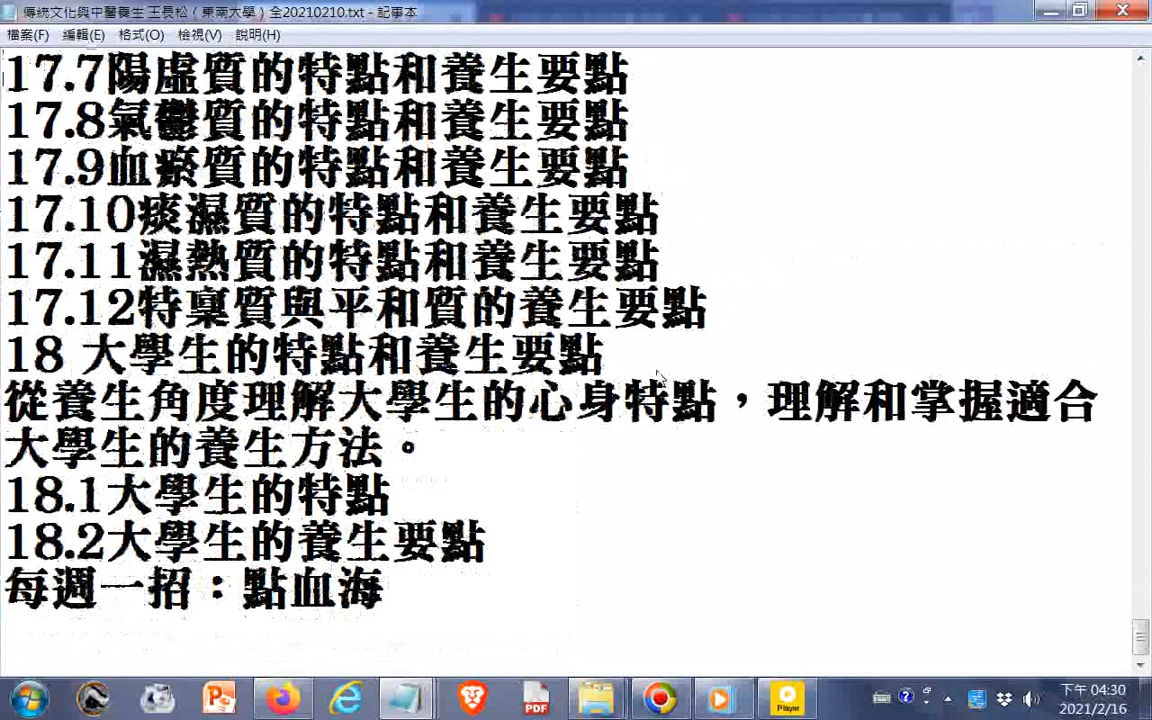 傳統文化與中醫養生 王長松（東南大學）全20210210.txt - 記事本
檔案(F) 編輯(E) 格式(O) 檢視(V) 說明(H)
17.7陽虛質的特點和養生要點
17.8氣鬱質的特點和養生要點
17.9血瘀質的特點和養生要點
17.10痰濕質的特點和養生要點
17.11濕熱質的特點和養生要點
17.12特稟質與平和質的養生要點
18 大學生的特點和養生要點
從養生角度理解大學生的心身特點，理解和掌握適合
大學生的養生方法。
18.1大學生的特點
18.2大學生的養生要點
每週一招：點血海
PDF
Player
下午 04:30
2021/2/16